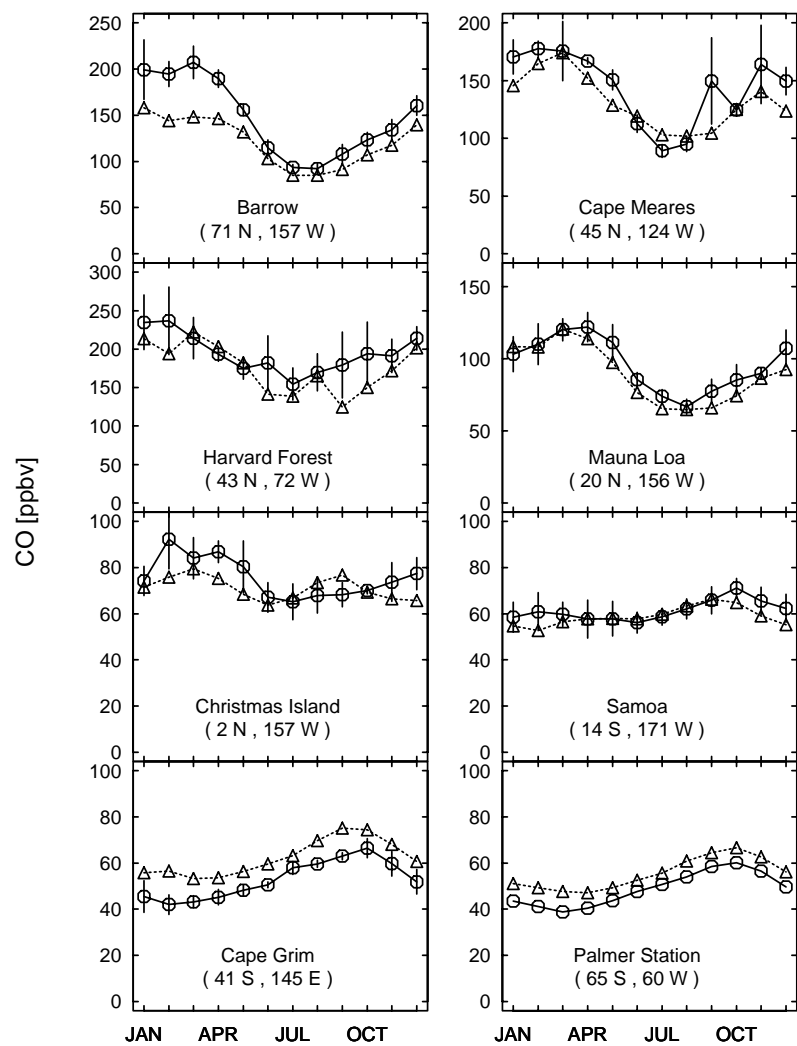 CO [ppbv]
250
200
150
100
50
0
Barrow
( 71 N , 157 W )
200
150
100
50
0
Cape Meares
( 45 N , 124 W )
300
250
200
150
100
50
0
Harvard Forest
( 43 N , 72 W )
150
100
50
0
Mauna Loa
( 20 N , 156 W )
100
80
60
40
20
0
Christmas Island
( 2 N , 157 W )
100
80
60
40
20
0
Samoa
( 14 S , 171 W )
100
80
60
40
20
0
Cape Grim
( 41 S , 145 E )
JAN APR JUL OCT
100
80
60
40
20
0
Palmer Station
( 65 S , 60 W )
JAN APR JUL OCT